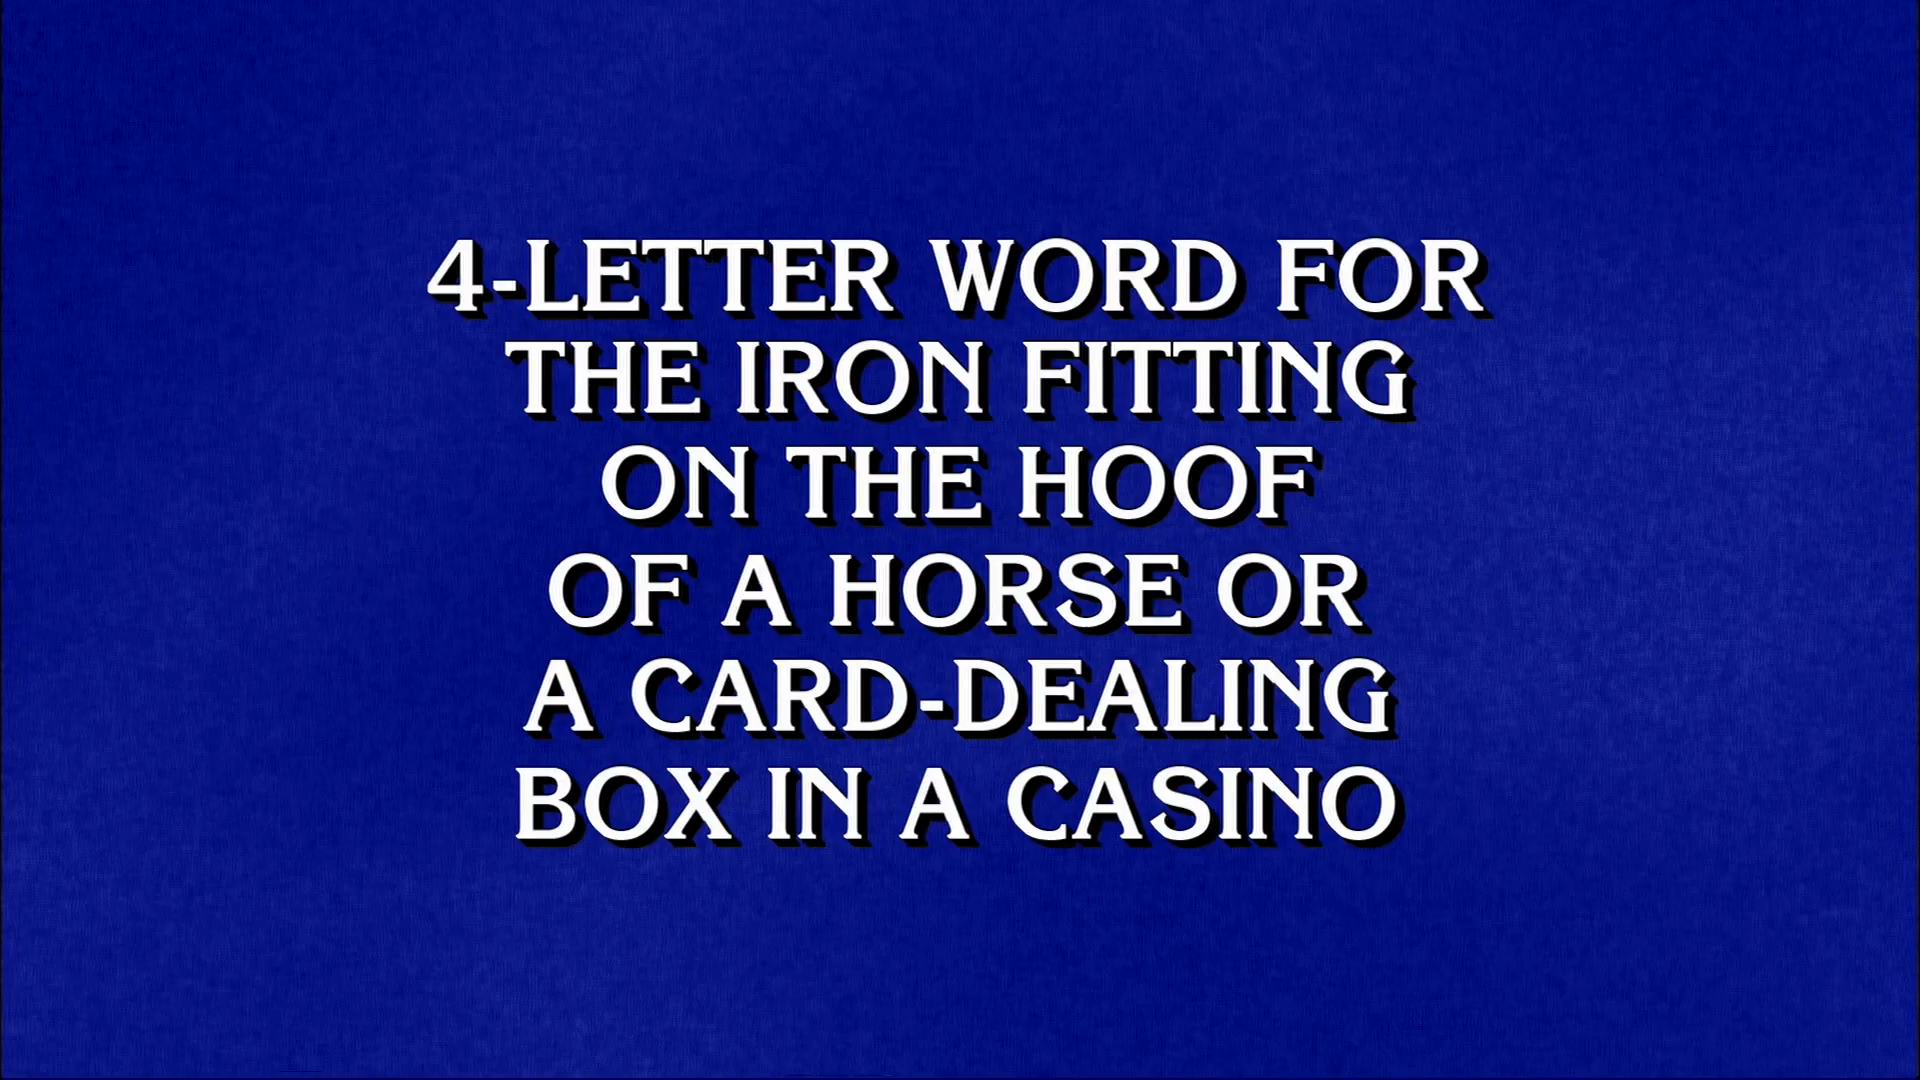 4-LETTER WORD FOR
THE IRON FITTING
ON THE HOOF
OF A HORSE OR
A CARD-DEALING
BOX IN A CASINO